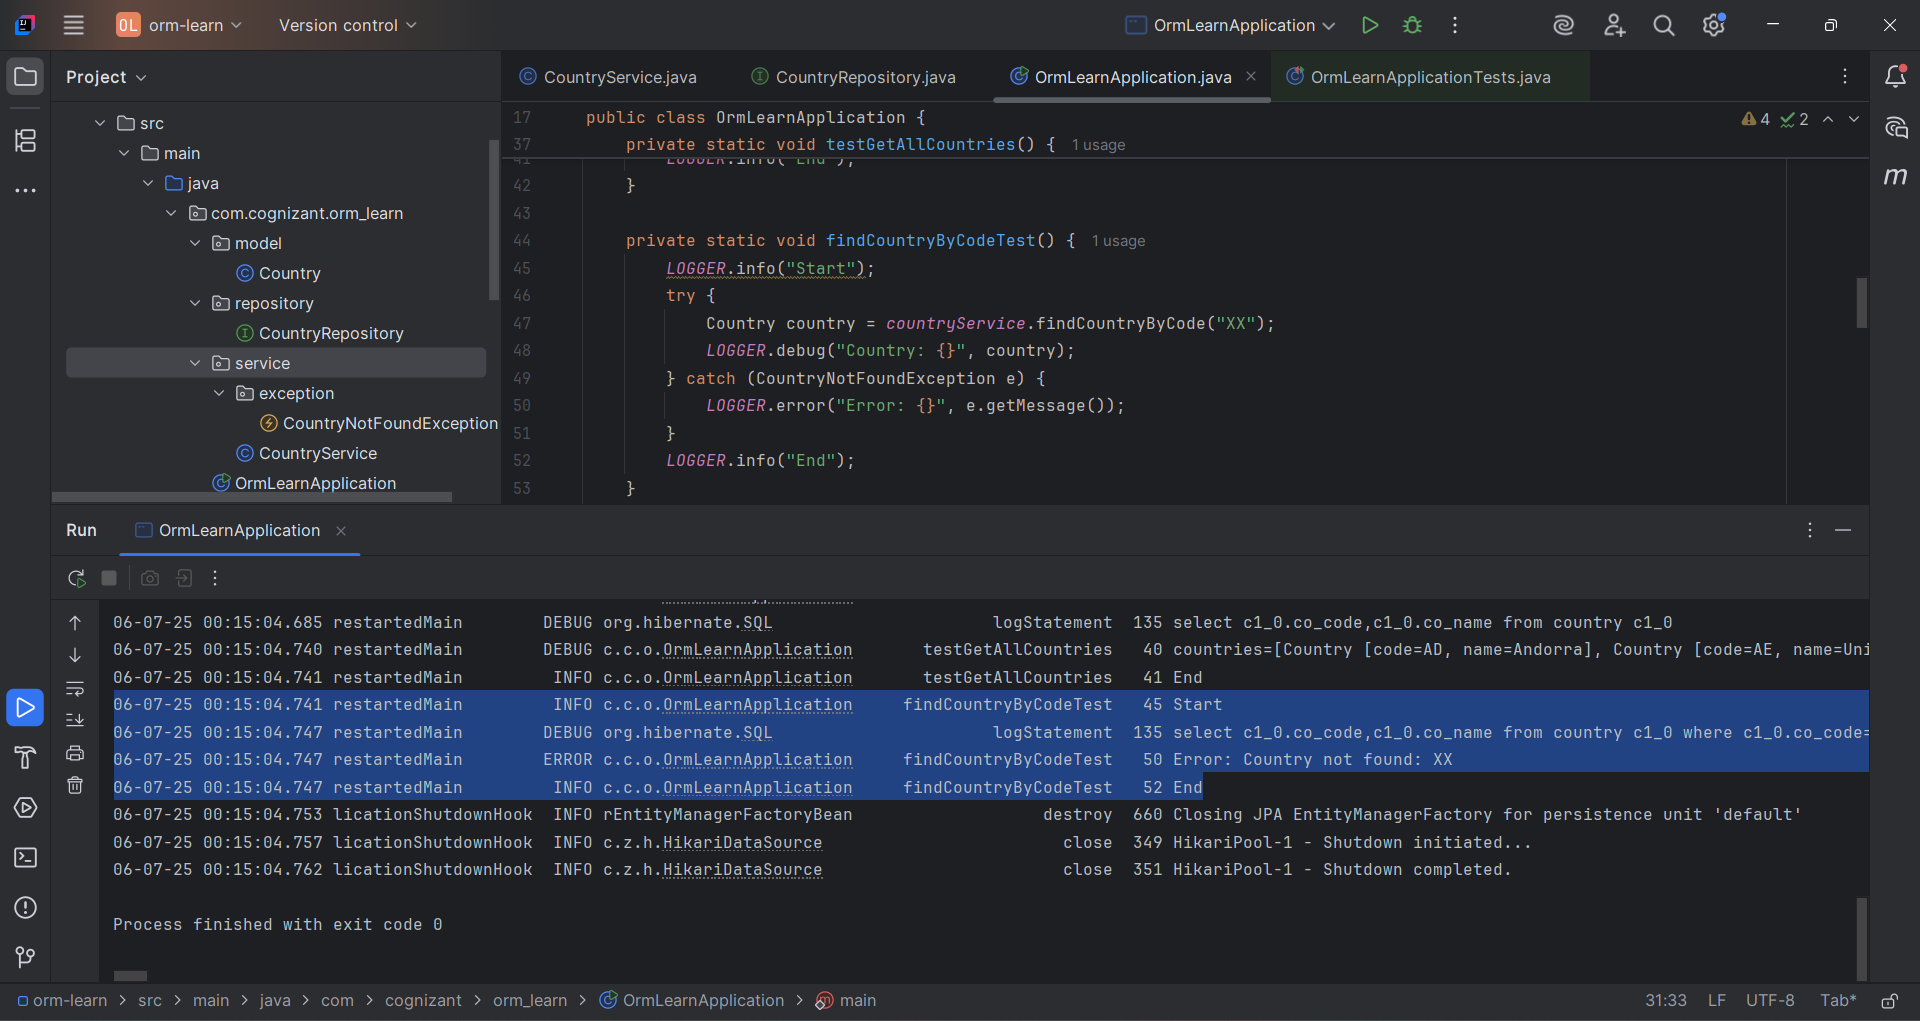 OL orm-learn Version control OrmLearnApplication
Project
CountryService.java CountryRepository.java OrmLearnApplication.java OrmLearnApplicationTests.java
src
main
java
com.cognizant.orm_learn
model
Country
repository
CountryRepository
service
exception
CountryNotFoundException
CountryService
OrmLearnApplication
4 2
17 public class OrmLearnApplication {
37 private static void testGetAllCountries() { 1 usage
41 LOGGER.info("End");
42 }
43
44 private static void findCountryByCodeTest() { 1 usage
45 LOGGER.info("Start");
46 try {
47 Country country = countryService.findCountryByCode("XX");
48 LOGGER.debug("Country: {}", country);
49 } catch (CountryNotFoundException e) {
50 LOGGER.error("Error: {}", e.getMessage());
51 }
52 LOGGER.info("End");
53 }
Run OrmLearnApplication
06-07-25 00:15:04.685 restartedMain DEBUG org.hibernate.SQL logStatement 135 select c1_0.co_code,c1_0.co_name from country c1_0
06-07-25 00:15:04.740 restartedMain DEBUG c.c.o.OrmLearnApplication testGetAllCountries 40 countries=[Country [code=AD, name=Andorra], Country [code=AE, name=Uni
06-07-25 00:15:04.741 restartedMain INFO c.c.o.OrmLearnApplication testGetAllCountries 41 End
06-07-25 00:15:04.741 restartedMain INFO c.c.o.OrmLearnApplication findCountryByCodeTest 45 Start
06-07-25 00:15:04.747 restartedMain DEBUG org.hibernate.SQL logStatement 135 select c1_0.co_code,c1_0.co_name from country c1_0 where c1_0.co_code=
06-07-25 00:15:04.747 restartedMain ERROR c.c.o.OrmLearnApplication findCountryByCodeTest 50 Error: Country not found: XX
06-07-25 00:15:04.747 restartedMain INFO c.c.o.OrmLearnApplication findCountryByCodeTest 52 End
06-07-25 00:15:04.753 licationShutdownHook INFO rEntityManagerFactoryBean destroy 660 Closing JPA EntityManagerFactory for persistence unit 'default'
06-07-25 00:15:04.757 licationShutdownHook INFO c.z.h.HikariDataSource close 349 HikariPool-1 - Shutdown initiated...
06-07-25 00:15:04.762 licationShutdownHook INFO c.z.h.HikariDataSource close 351 HikariPool-1 - Shutdown completed.
Process finished with exit code 0
orm-learn > src > main > java > com > cognizant > orm_learn > OrmLearnApplication > main 31:33 LF UTF-8 Tab*